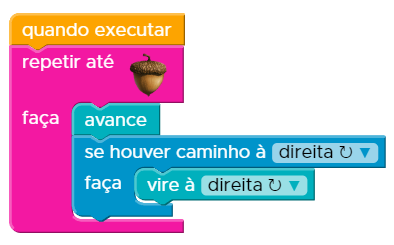 quando executar
repetir até
faça avance
se houver caminho à direita ↻ ▼
faça vire à direita ↻ ▼